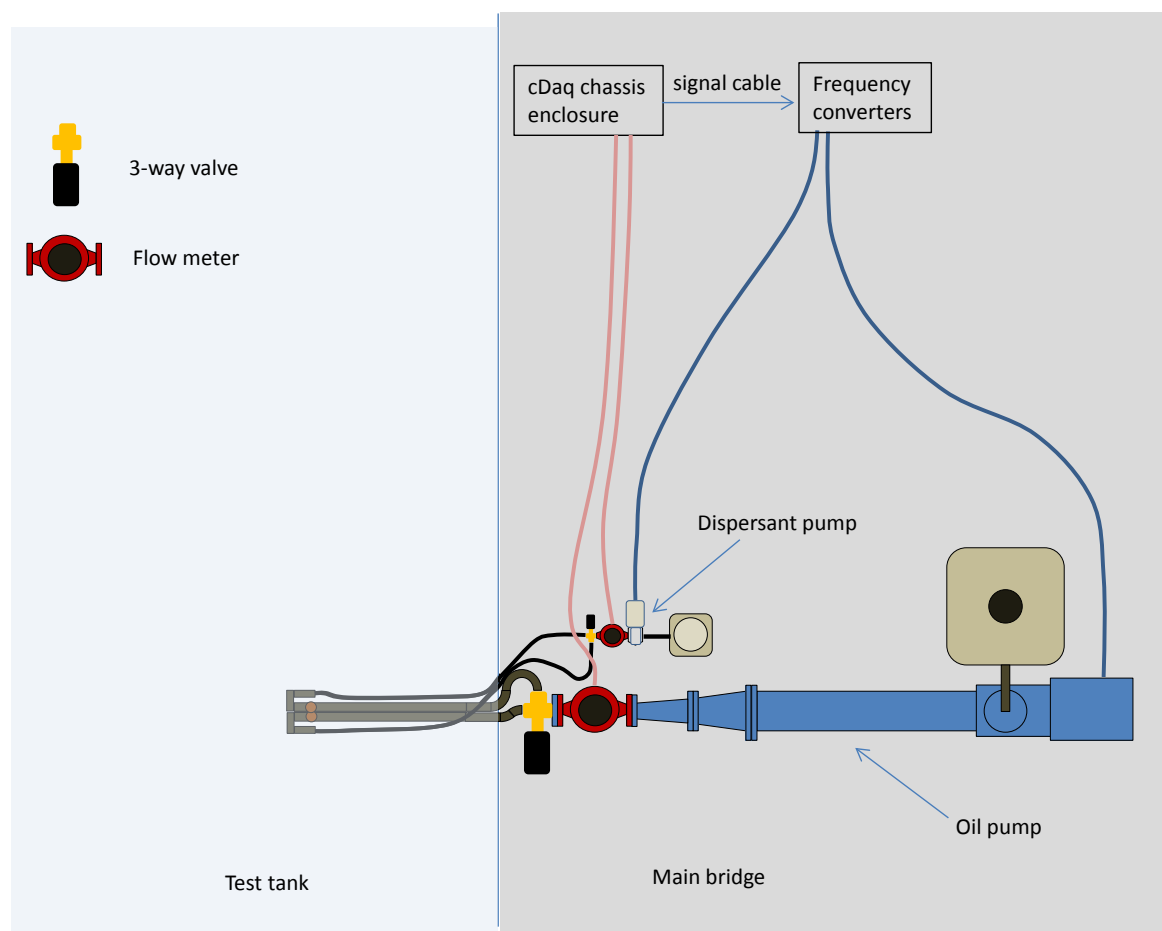 cDaq chassis
enclosure
signal cable
Frequency
converters
3-way valve
Flow meter
Dispersant pump
Oil pump
Test tank
Main bridge